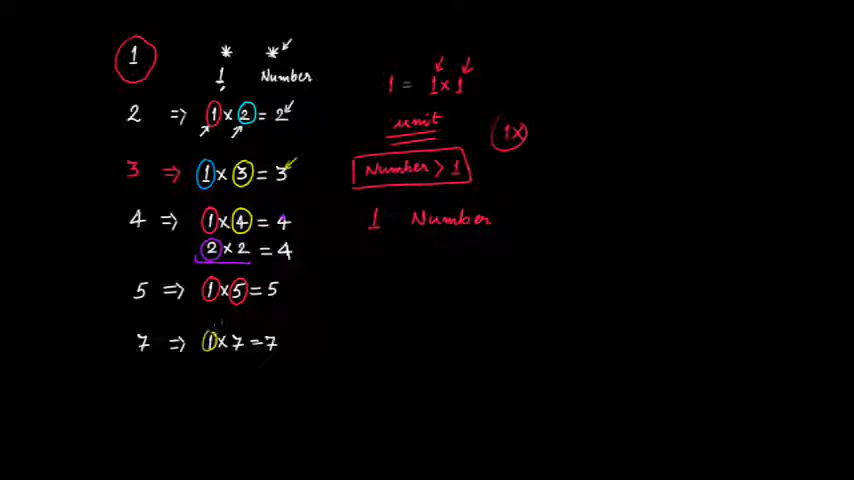 1 * *
1 Number
2 => 1 × 2 = 2
3 => 1 × 3 = 3
4 => 1 × 4 = 4
2 × 2 = 4
5 => 1 × 5 = 5
7 => 1 × 7 = 7
1 = 1 × 1
unit
1×
Number > 1
1 Number